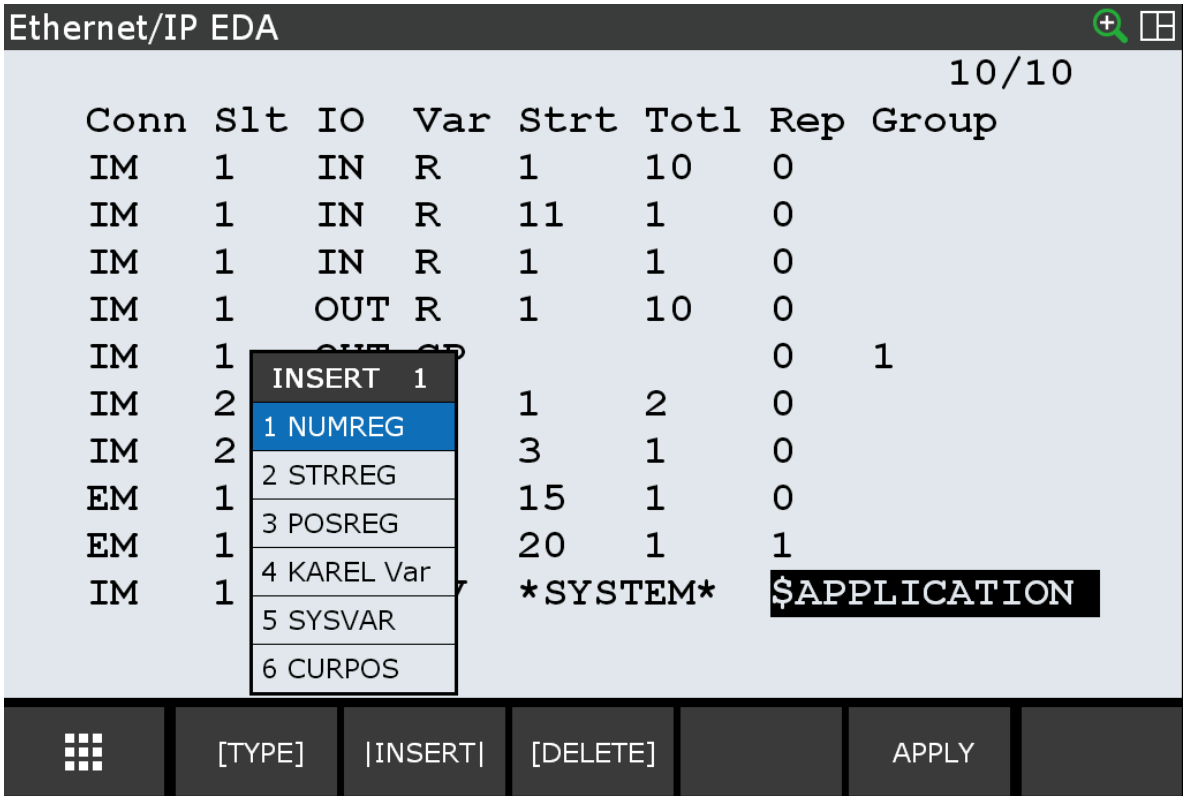 Ethernet/IP EDA
10/10
Conn Slt IO Var Strt Totl Rep Group
IM 1 IN R 1 10 0
IM 1 IN R 11 1 0
IM 1 IN R 1 1 0
IM 1 OUT R 1 10 0
IM 1 0 1
IM 2 1 2 0
IM 2 3 1 0
EM 1 15 1 0
EM 1 20 1 1
IM 1 *SYSTEM* $APPLICATION
INSERT 1
1 NUMREG
2 STRREG
3 POSREG
4 KAREL Var
5 SYSVAR
6 CURPOS
[TYPE] |INSERT| [DELETE] APPLY